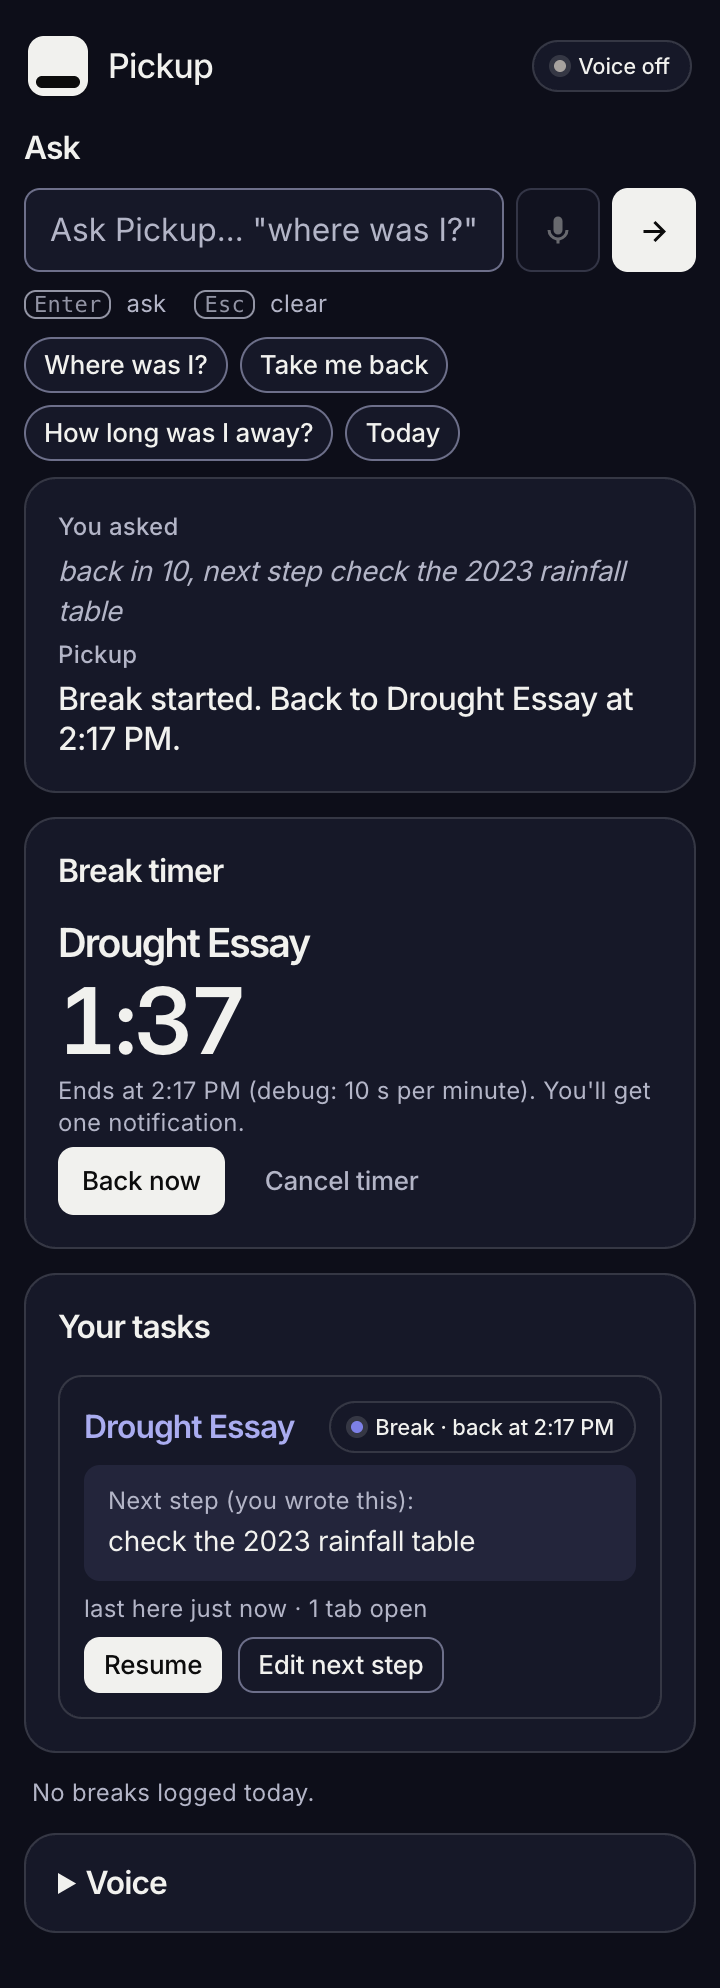 Pickup
Voice off
Ask
Ask Pickup... "where was I?"
Enter ask Esc clear
Where was I? Take me back
How long was I away? Today
You asked
back in 10, next step check the 2023 rainfall
table
Pickup
Break started. Back to Drought Essay at
2:17 PM.
Break timer
Drought Essay
1:37
Ends at 2:17 PM (debug: 10 s per minute). You'll get
one notification.
Back now Cancel timer
Your tasks
Drought Essay Break · back at 2:17 PM
Next step (you wrote this):
check the 2023 rainfall table
last here just now · 1 tab open
Resume Edit next step
No breaks logged today.
Voice